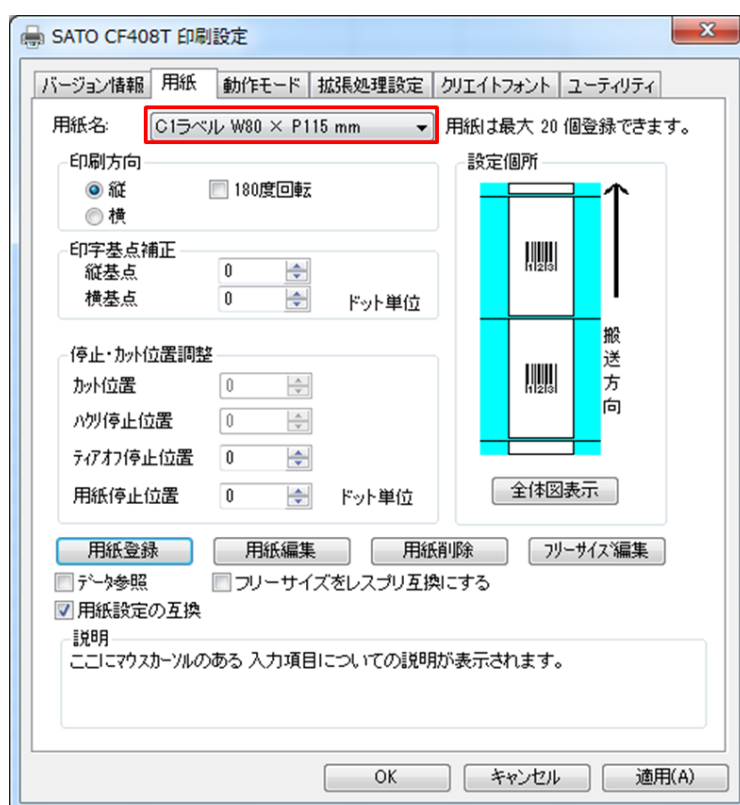 SATO CF408T 印刷設定
バージョン情報 用紙 動作モード 拡張処理設定 クリエイトフォント ユーティリティ
用紙名: C1ラベル W80 × P115 mm 用紙は最大 20 個登録できます。
印刷方向
縦 180度回転
横
印字基点補正
縦基点 0
横基点 0 ドット単位
停止・カット位置調整
カット位置 0
ハクリ停止位置 0
ティアオフ停止位置 0
用紙停止位置 0 ドット単位
設定個所
123
123
搬送方向
全体図表示
用紙登録 用紙編集 用紙削除 フリーサイズ編集
データ参照 フリーサイズをレスプリ互換にする
用紙設定の互換
説明
ここにマウスカーソルのある 入力項目についての説明が表示されます。
OK キャンセル 適用(A)